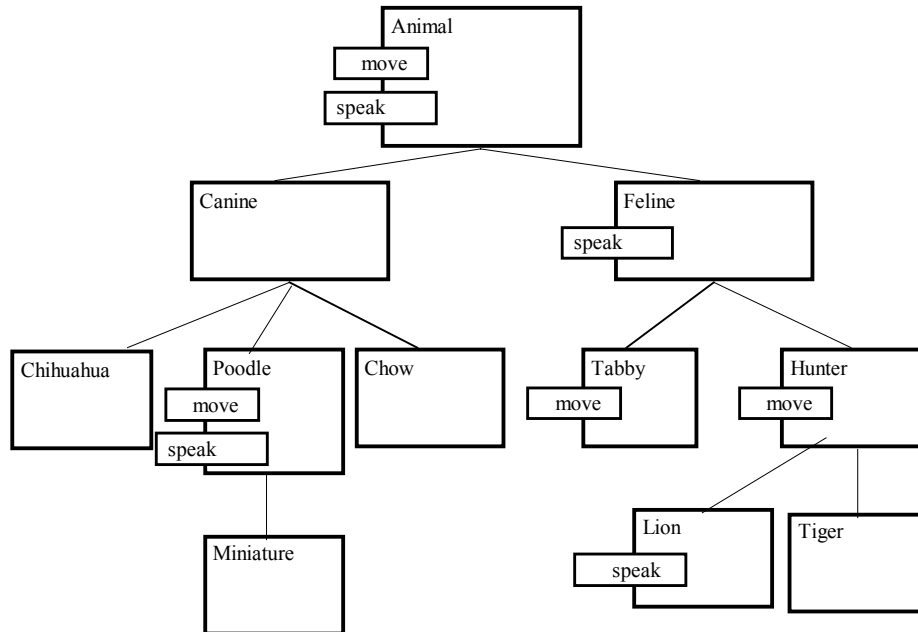 Animal
move
speak
Canine
Feline
speak
Chihuahua
Poodle
move
speak
Chow
Tabby
move
Hunter
move
Miniature
Lion
speak
Tiger